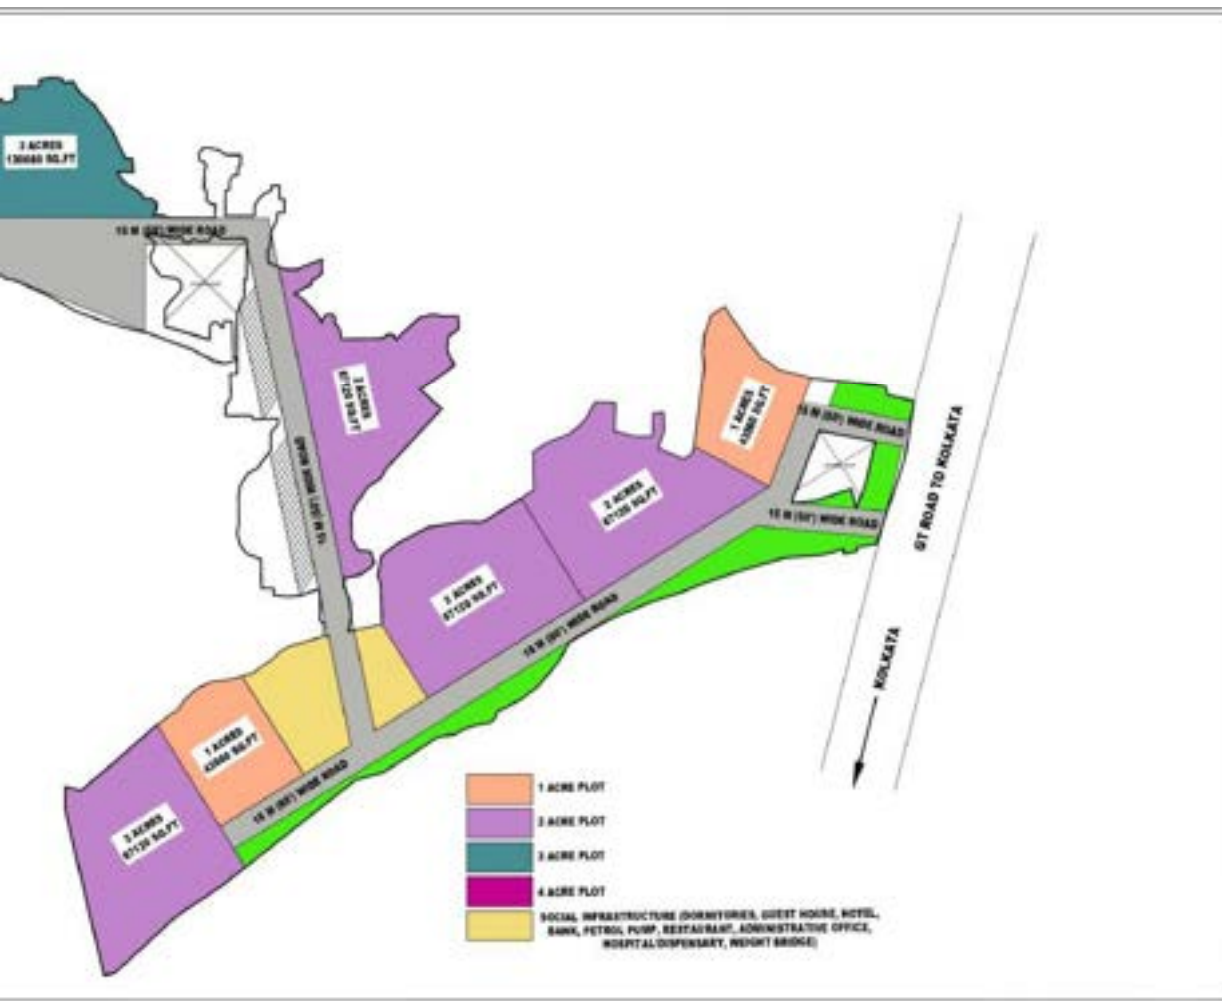 3 ACRES
130680 SQ.FT
15 M (50') WIDE ROAD
2 ACRES
87120 SQ.FT
15 M (50') WIDE ROAD
1 ACRES
43560 SQ.FT
15 M (50') WIDE ROAD
2 ACRES
87120 SQ.FT
15 M (50') WIDE ROAD
GT ROAD TO KOLKATA
2 ACRES
87120 SQ.FT
15 M (50') WIDE ROAD
KOLKATA
1 ACRES
43560 SQ.FT
15 M (50') WIDE ROAD
2 ACRES
87120 SQ.FT
1 ACRE PLOT
2 ACRE PLOT
3 ACRE PLOT
4 ACRE PLOT
SOCIAL INFRASTRUCTURE (DORMITORIES, GUEST HOUSE, HOTEL,
BANK, PETROL PUMP, RESTAURANT, ADMINISTRATIVE OFFICE,
HOSPITAL/DISPENSARY, WEIGHT BRIDGE)